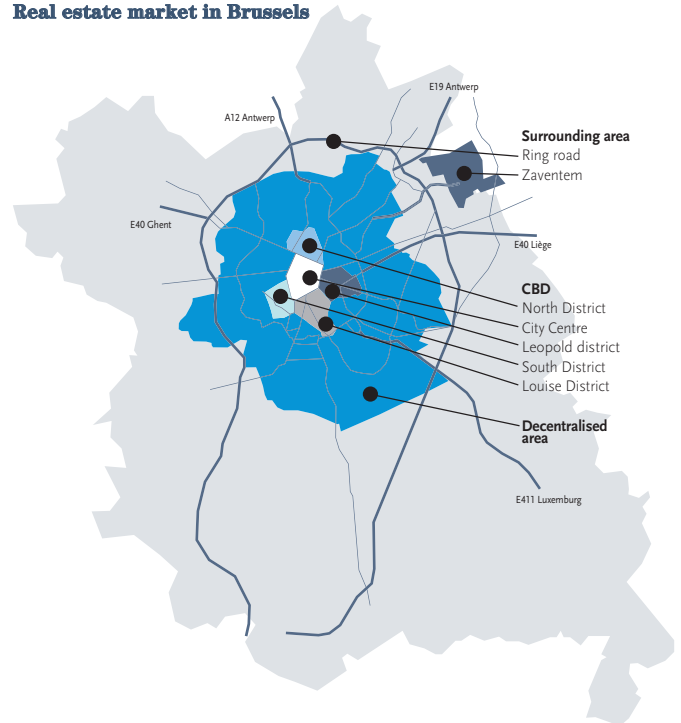 Real estate market in Brussels
E19 Antwerp
A12 Antwerp
Surrounding area
Ring road
Zaventem
E40 Ghent
E40 Liège
CBD
North District
City Centre
Leopold district
South District
Louise District
Decentralised
area
E411 Luxemburg